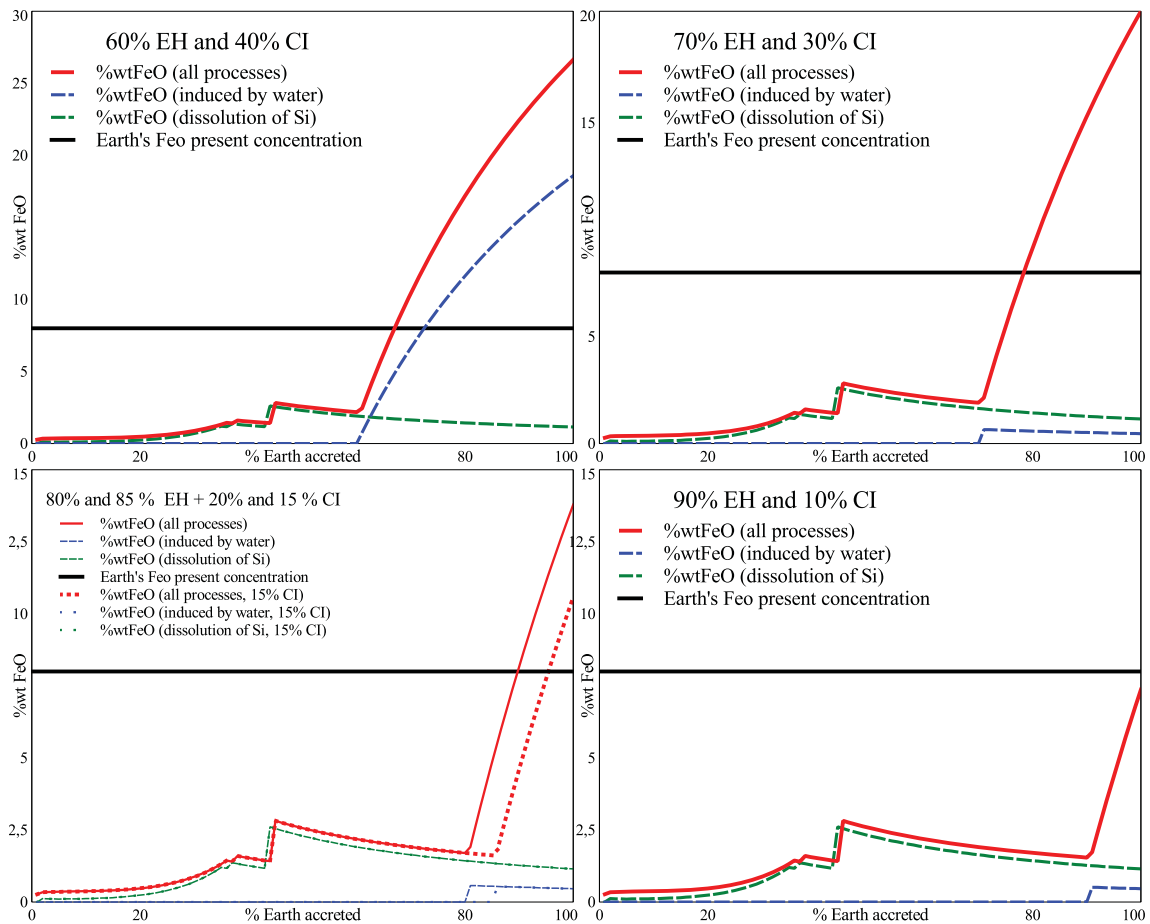 60% EH and 40% CI
%wtFeO (all processes)
%wtFeO (induced by water)
%wtFeO (dissolution of Si)
Earth's Feo present concentration
30
25
20
10
5
0
%wt FeO
0
20
% Earth accreted
80
100
70% EH and 30% CI
%wtFeO (all processes)
%wtFeO (induced by water)
%wtFeO (dissolution of Si)
Earth's Feo present concentration
20
15
5
0
%wt FeO
0
20
% Earth accreted
80
100
80% and 85 % EH + 20% and 15 % CI
%wtFeO (all processes)
%wtFeO (induced by water)
%wtFeO (dissolution of Si)
Earth's Feo present concentration
%wtFeO (all processes, 15% CI)
%wtFeO (induced by water, 15% CI)
%wtFeO (dissolution of Si, 15% CI)
15
2,5
10
5
2,5
0
%wt FeO
0
20
% Earth accreted
80
100
90% EH and 10% CI
%wtFeO (all processes)
%wtFeO (induced by water)
%wtFeO (dissolution of Si)
Earth's Feo present concentration
15
12,5
10
5
2,5
0
%wt FeO
0
20
% Earth accreted
80
100